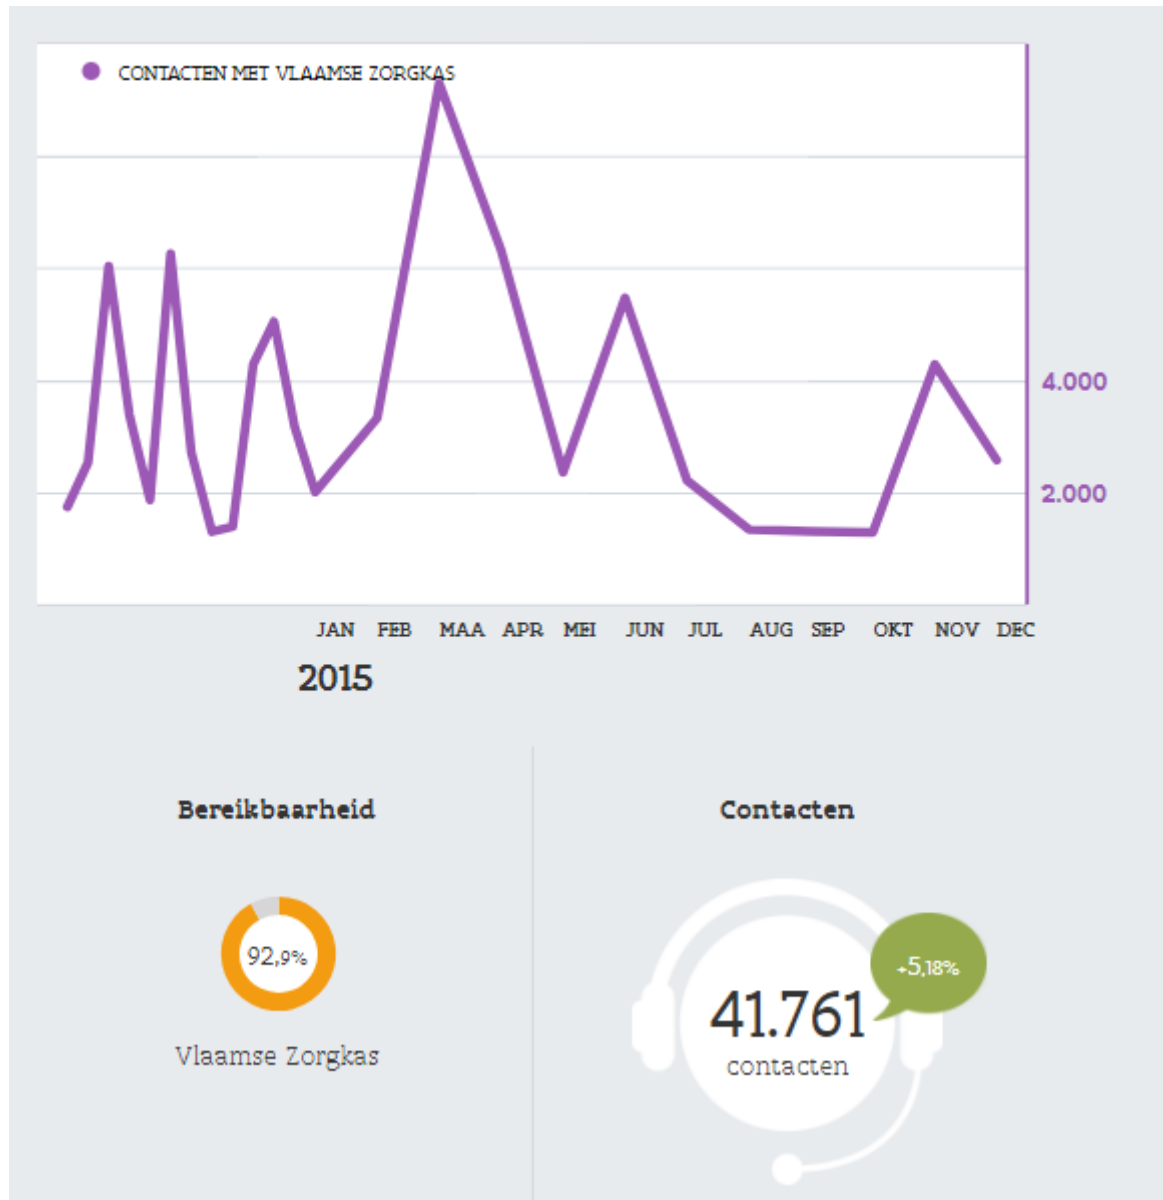 CONTACTEN MET VLAAMSE ZORGKAS
4.000
2.000
JAN FEB MAA APR MEI JUN JUL AUG SEP OKT NOV DEC
2015
Bereikbaarheid
Contacten
92,9%
+5,18%
41.761
contacten
Vlaamse Zorgkas